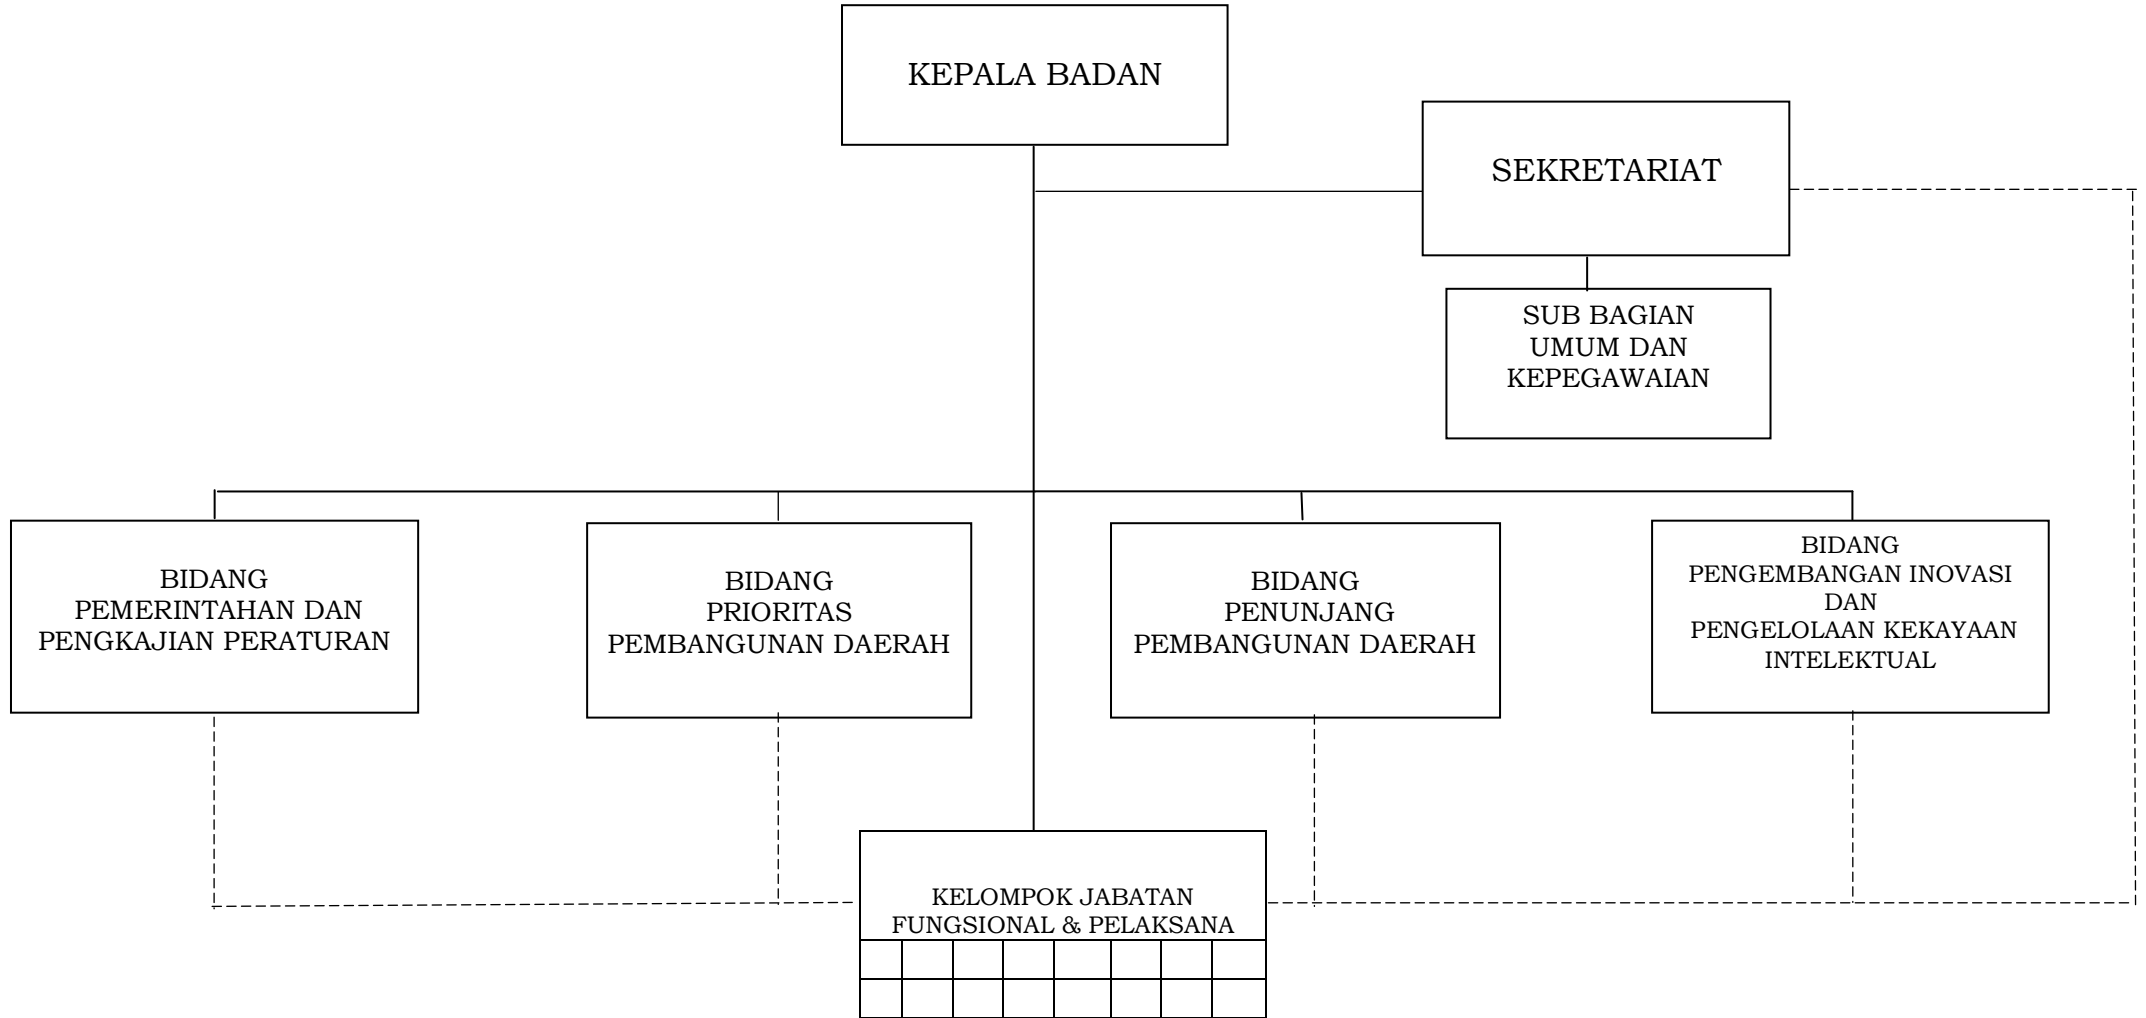 KEPALA BADAN
SEKRETARIAT
SUB BAGIAN
UMUM DAN
KEPEGAWAIAN
BIDANG
PEMERINTAHAN DAN
PENGKAJIAN PERATURAN
BIDANG
PRIORITAS
PEMBANGUNAN DAERAH
BIDANG
PENUNJANG
PEMBANGUNAN DAERAH
BIDANG
PENGEMBANGAN INOVASI
DAN
PENGELOLAAN KEKAYAAN
INTELEKTUAL
KELOMPOK JABATAN
FUNGSIONAL & PELAKSANA